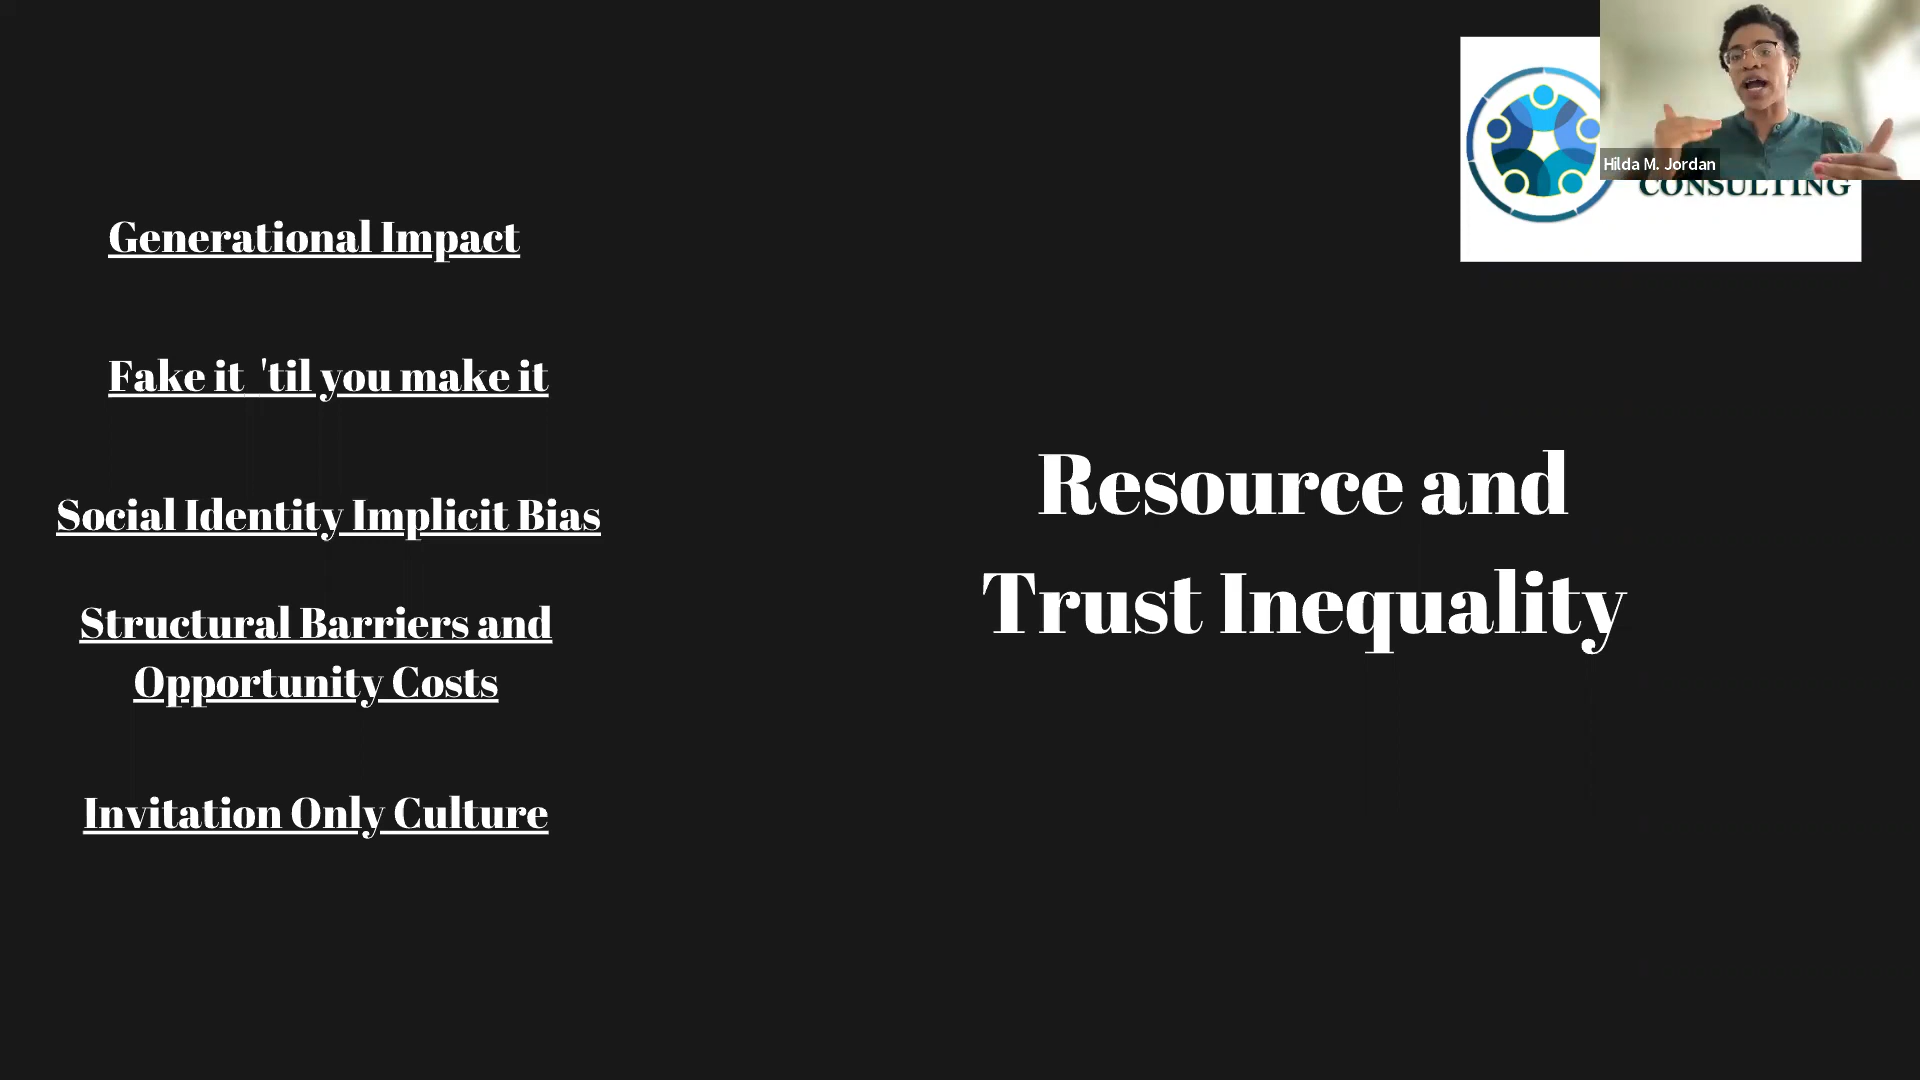 Generational Impact
Fake it 'til you make it
Social Identity Implicit Bias
Structural Barriers and
Opportunity Costs
Invitation Only Culture
Resource and
Trust Inequality
CONSULTING
Hilda M. Jordan